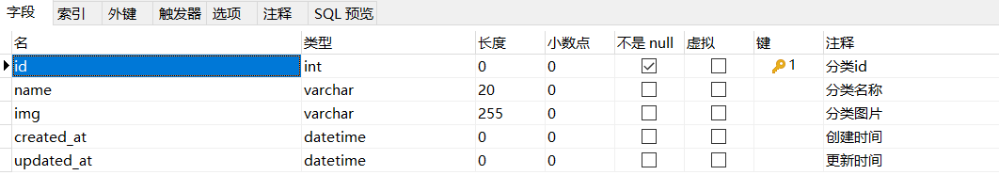 字段 索引 外键 触发器 选项 注释 SQL 预览
名 类型 长度 小数点 不是 null 虚拟 键 注释
id int 0 0 1 分类id
name varchar 20 0 分类名称
img varchar 255 0 分类图片
created_at datetime 0 0 创建时间
updated_at datetime 0 0 更新时间